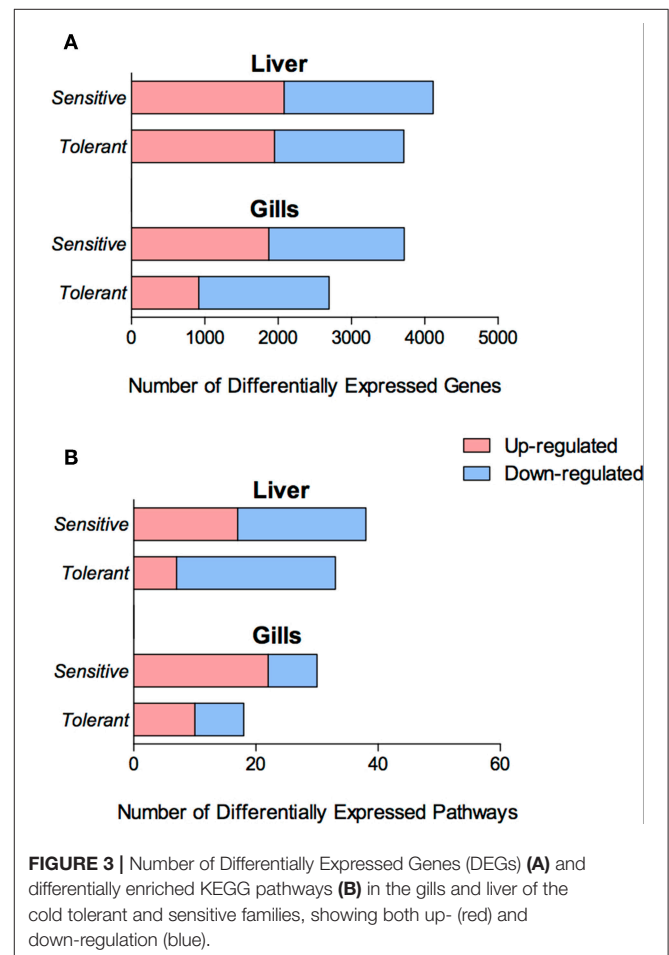 A
Liver
Sensitive
Tolerant
Gills
Sensitive
Tolerant
0 1000 2000 3000 4000 5000
Number of Differentially Expressed Genes
Up-regulated
Down-regulated
B
Liver
Sensitive
Tolerant
Gills
Sensitive
Tolerant
0 20 40 60
Number of Differentially Expressed Pathways
FIGURE 3 | Number of Differentially Expressed Genes (DEGs) (A) and
differentially enriched KEGG pathways (B) in the gills and liver of the
cold tolerant and sensitive families, showing both up- (red) and
down-regulation (blue).